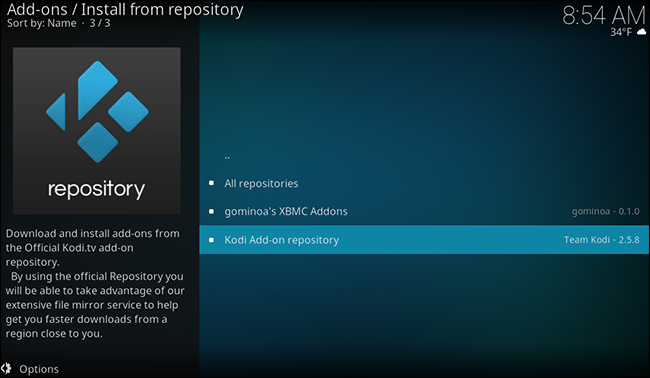 Add-ons / Install from repository
Sort by: Name · 3 / 3
8:54 AM
34°F
repository
..
All repositories
gominoa's XBMC Addons gominoa - 0.1.0
Kodi Add-on repository Team Kodi - 2.5.8
Download and install add-ons from
the Official Kodi.tv add-on
repository.
By using the official Repository you
will be able to take advantage of our
extensive file mirror service to help
get you faster downloads from a
region close to you.
Options